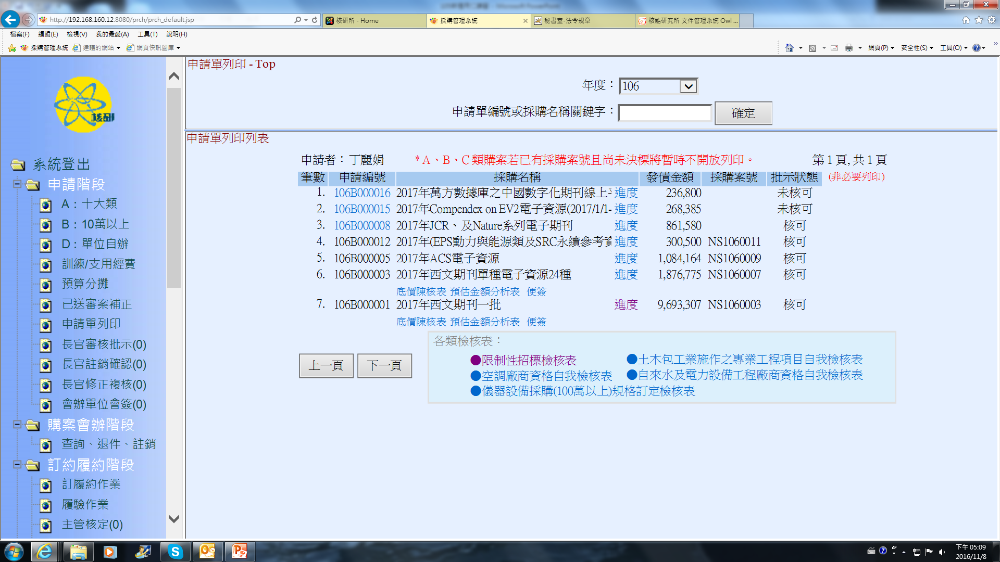 http://192.168.160.12:8080/prch/prch_default.jsp
核研所 - Home
採購管理系統
秘書室-法令規章
核能研究所 文件管理系統 Owl ...
檔案(F) 編輯(E) 檢視(V) 我的最愛(A) 工具(T) 說明(H)
採購管理系統 建議的網站 網頁快訊圖庫
網頁(P) 安全性(S) 工具(O)
核研
系統登出
申請階段
A：十大類
B：10萬以上
D：單位自辦
訓練/支用經費
預算分攤
已送審案補正
申請單列印
長官審核批示(0)
長官註銷確認(0)
長官修正複核(0)
會辦單位會簽(0)
購案會辦階段
查詢、退件、註銷
訂約履約階段
訂履約作業
履驗作業
主管核定(0)
申請單列印 - Top
年度：106
申請單編號或採購名稱關鍵字： 確定
申請單列印列表
申請者：丁麗娟 *A、B、C類購案若已有採購案號且尚未決標將暫時不開放列印。 第 1 頁, 共 1 頁
筆數 申請編號 採購名稱 發債金額 採購案號 批示狀態 (非必要列印)
1. 106B000016 2017年萬方數據庫之中國數字化期刊線上 進度 236,800 未核可
2. 106B000015 2017年Compendex on EV2電子資源(2017/1/1- 進度 268,385 未核可
3. 106B000008 2017年JCR、及Nature系列電子期刊 進度 861,580 核可
4. 106B000012 2017年(EPS動力與能源類及SRC永續參考資 進度 300,500 NS1060011 核可
5. 106B000005 2017年ACS電子資源 進度 1,084,164 NS1060009 核可
6. 106B000003 2017年西文期刊單種電子資源24種 進度 1,876,775 NS1060007 核可
底價陳核表 預估金額分析表 便簽
7. 106B000001 2017年西文期刊一批 進度 9,693,307 NS1060003 核可
底價陳核表 預估金額分析表 便簽
上一頁 下一頁
各類檢核表：
●限制性招標檢核表 ●土木包工業施作之專業工程項目自我檢核表
●空調廠商資格自我檢核表 ●自來水及電力設備工程廠商資格自我檢核表
●儀器設備採購(100萬以上)規格訂定檢核表
下午 05:09
2016/11/8